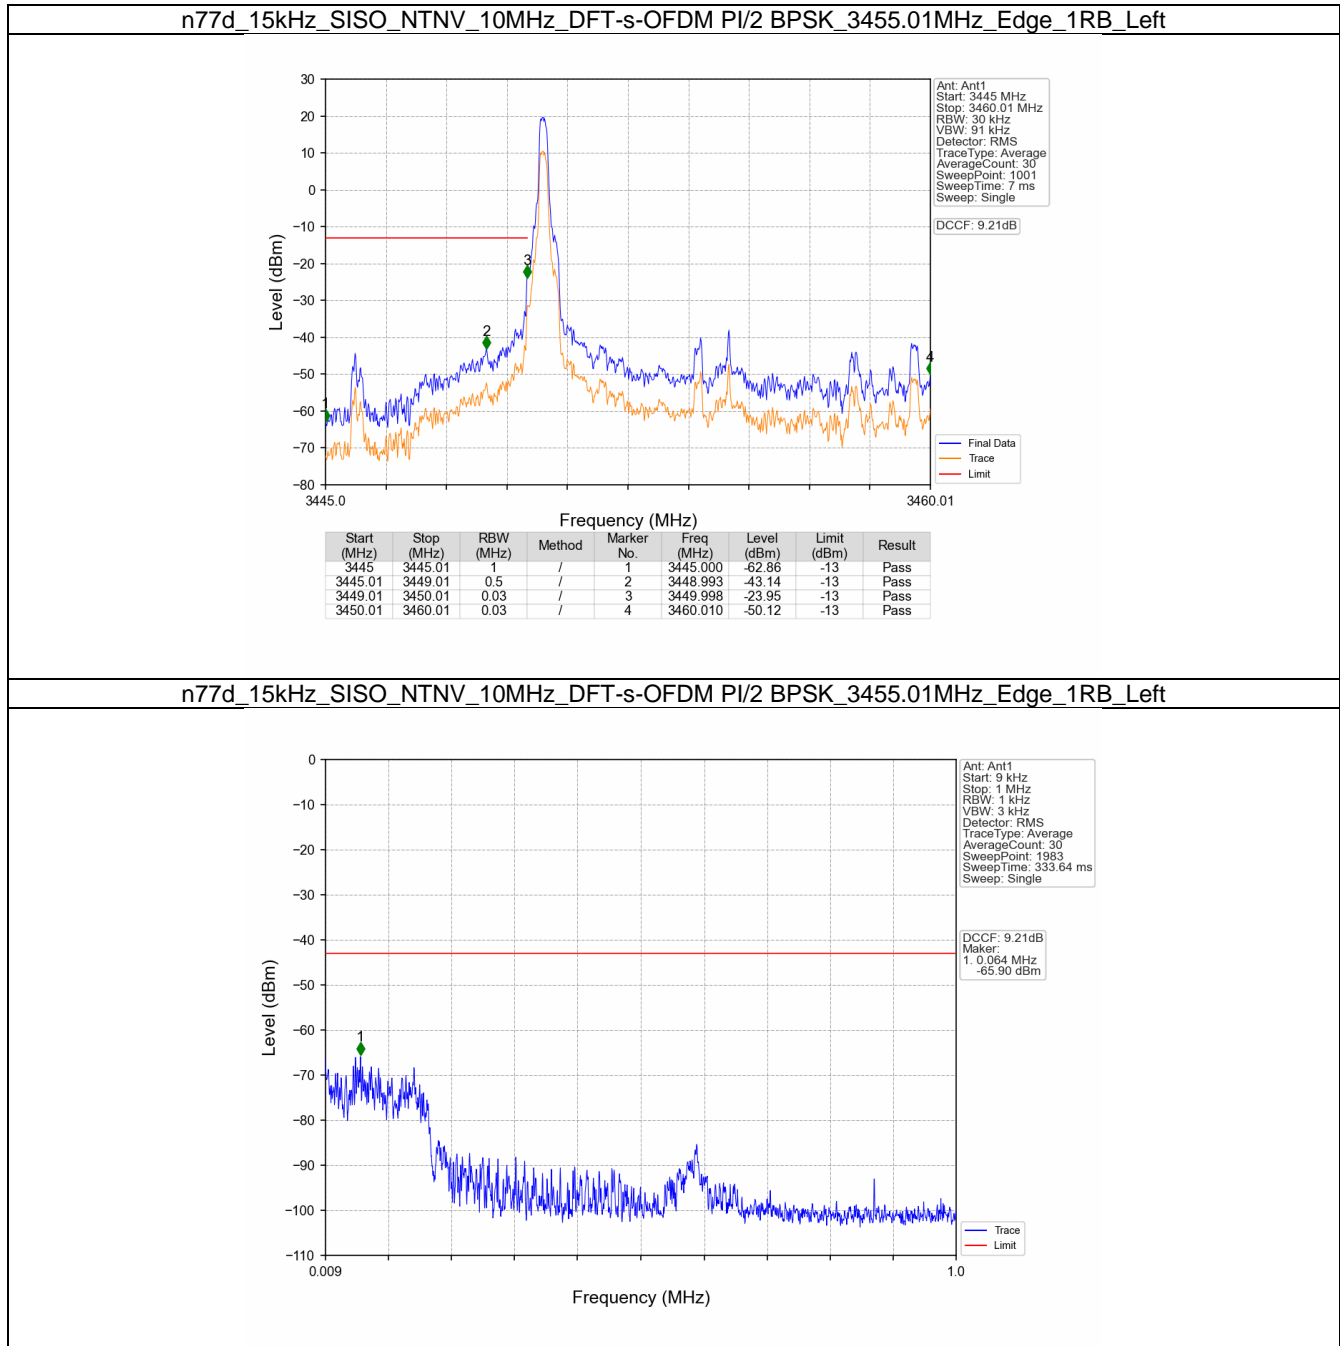 n77d_15kHz_SISO_NTNV_10MHz_DFT-s-OFDM PI/2 BPSK_3455.01MHz_Edge_1RB_Left
30
20
10
0
−10
−20
−30
−40
−50
−60
−70
−80
Level (dBm)
1
2
3
4
3445.0
3460.01
Frequency (MHz)
Ant: Ant1
Start: 3445 MHz
Stop: 3460.01 MHz
RBW: 30 kHz
VBW: 91 kHz
Detector: RMS
TraceType: Average
AverageCount: 30
SweepPoint: 1001
SweepTime: 7 ms
Sweep: Single
DCCF: 9.21dB
Final Data
Trace
Limit
Start (MHz) Stop (MHz) RBW (MHz) Method Marker No. Freq (MHz) Level (dBm) Limit (dBm) Result
3445 3445.01 1 / 1 3445.000 -62.86 -13 Pass
3445.01 3449.01 0.5 / 2 3448.993 -43.14 -13 Pass
3449.01 3450.01 0.03 / 3 3449.998 -23.95 -13 Pass
3450.01 3460.01 0.03 / 4 3460.010 -50.12 -13 Pass
n77d_15kHz_SISO_NTNV_10MHz_DFT-s-OFDM PI/2 BPSK_3455.01MHz_Edge_1RB_Left
0
−10
−20
−30
−40
−50
−60
−70
−80
−90
−100
−110
Level (dBm)
1
0.009
1.0
Frequency (MHz)
Ant: Ant1
Start: 9 kHz
Stop: 1 MHz
RBW: 1 kHz
VBW: 3 kHz
Detector: RMS
TraceType: Average
AverageCount: 30
SweepPoint: 1983
SweepTime: 333.64 ms
Sweep: Single
DCCF: 9.21dB
Maker:
1. 0.064 MHz
-65.90 dBm
Trace
Limit